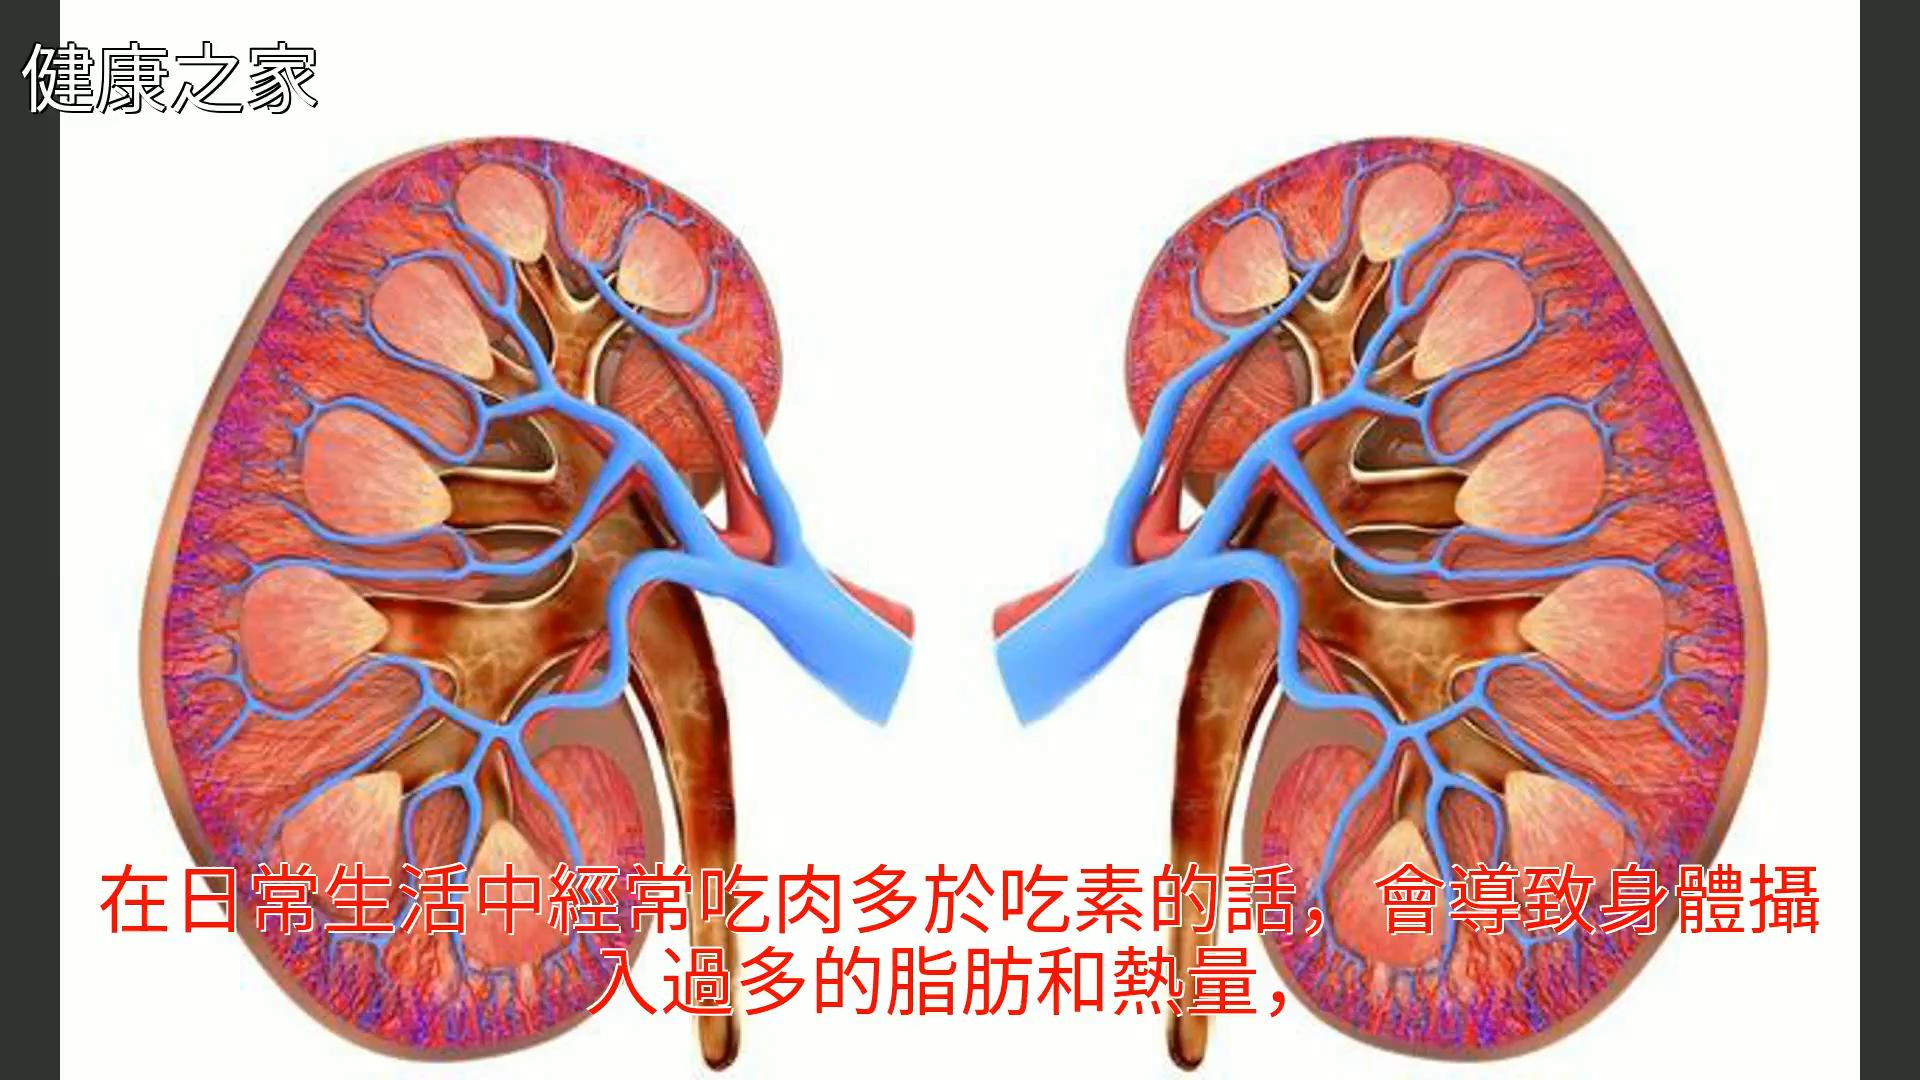 健康之家
在日常生活中經常吃肉多於吃素的話，會導致身體攝
入過多的脂肪和熱量，